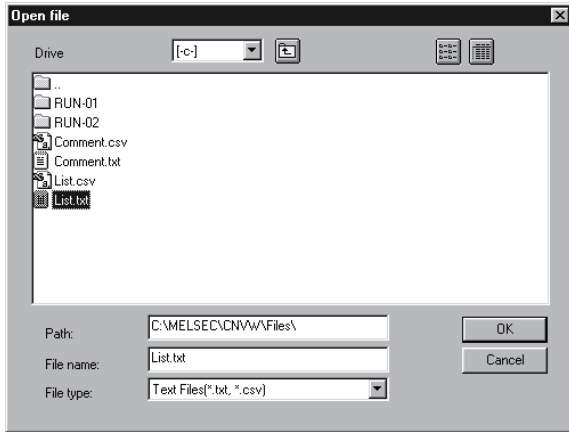 Open file
Drive [-c-]
..
RUN-01
RUN-02
Comment.csv
Comment.txt
List.csv
List.txt
Path: C:\MELSEC\CNVW\Files\
OK
File name: List.txt
Cancel
File type: Text Files(*.txt, *.csv)